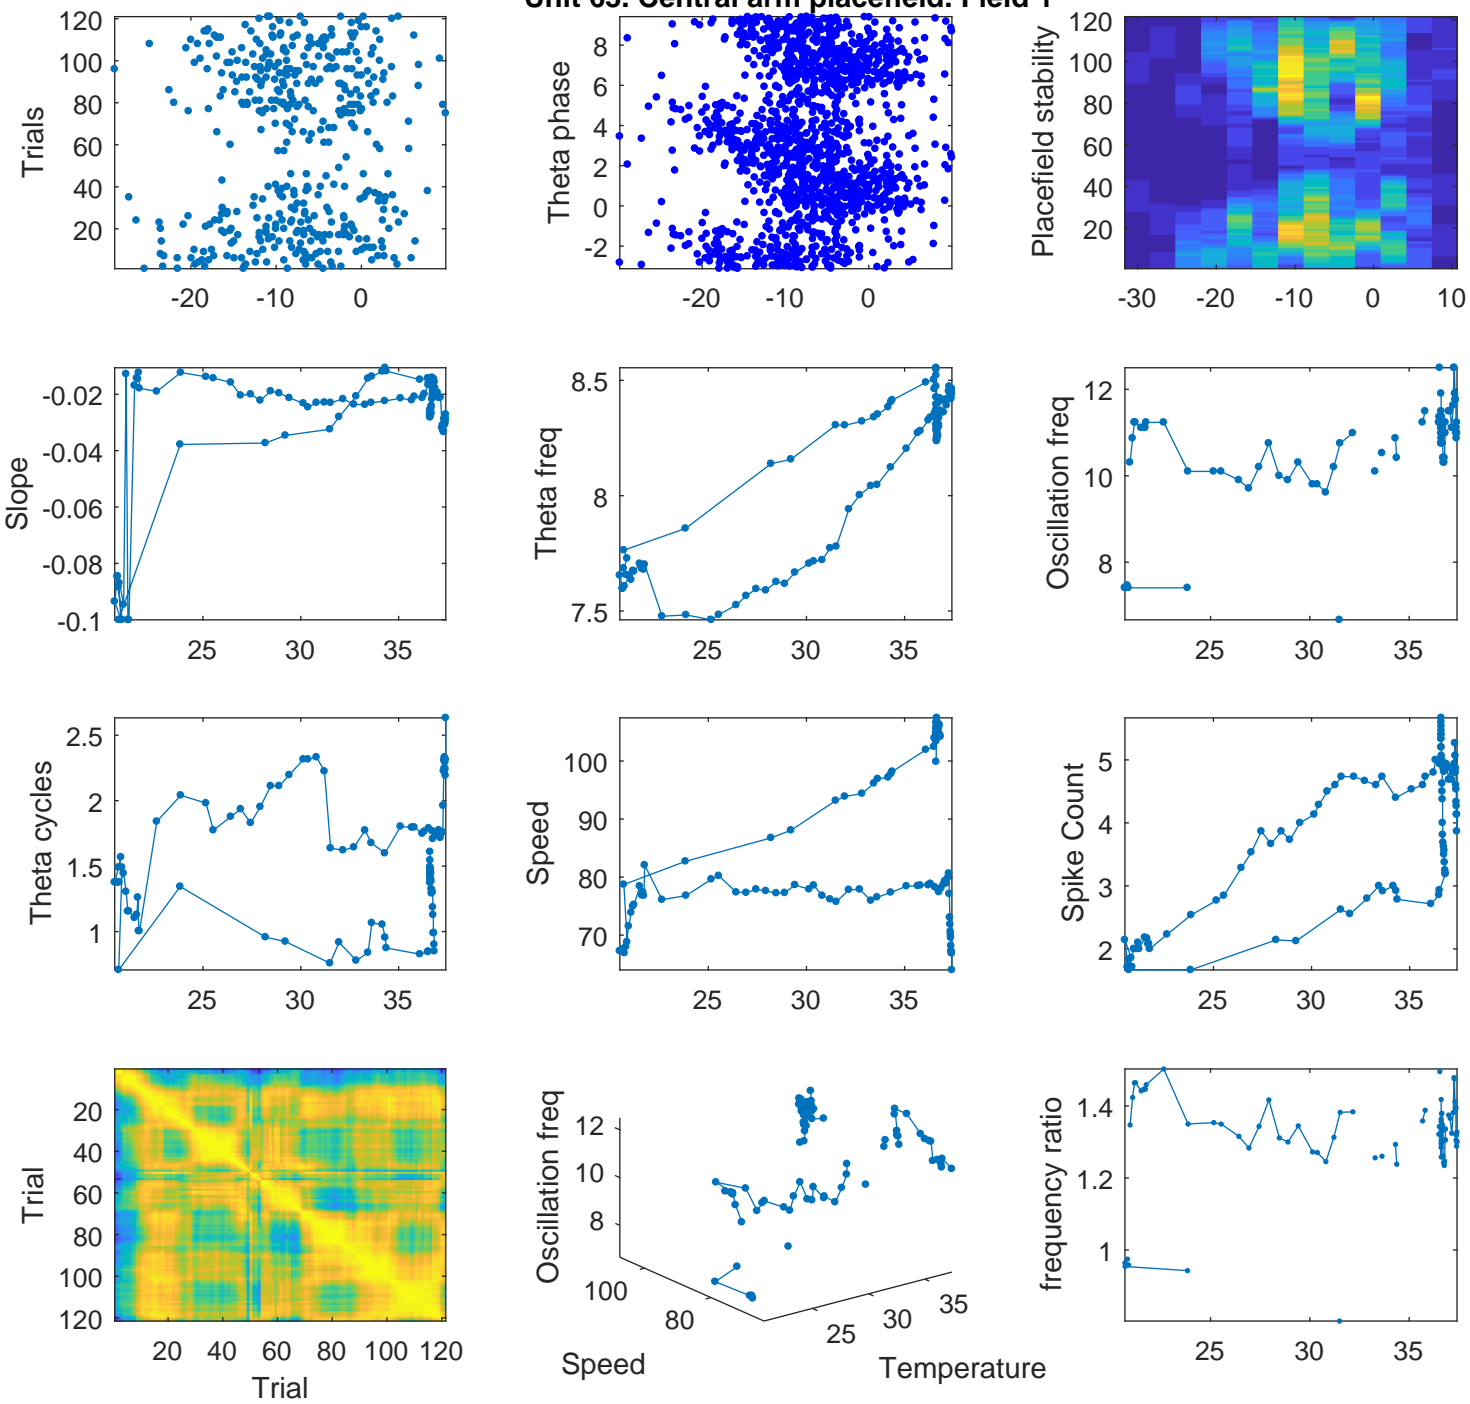 Unit 63: Central arm placefield. Field 1
120
100
80
60
40
20
Trials
-20 -10 0
8
6
4
2
0
-2
Theta phase
-20 -10 0
120
100
80
60
40
20
Placefield stability
-30 -20 -10 0 10
-0.02
-0.04
-0.06
-0.08
-0.1
Slope
25 30 35
8.5
8
7.5
Theta freq
25 30 35
12
10
8
Oscillation freq
25 30 35
2.5
2
1.5
1
Theta cycles
25 30 35
100
90
80
70
Speed
25 30 35
5
4
3
2
Spike Count
25 30 35
20
40
60
80
100
120
Trial
20 40 60 80 100 120
Trial
12
10
8
Oscillation freq
100
80
Speed
25
30
35
Temperature
1.4
1.2
1
frequency ratio
25 30 35